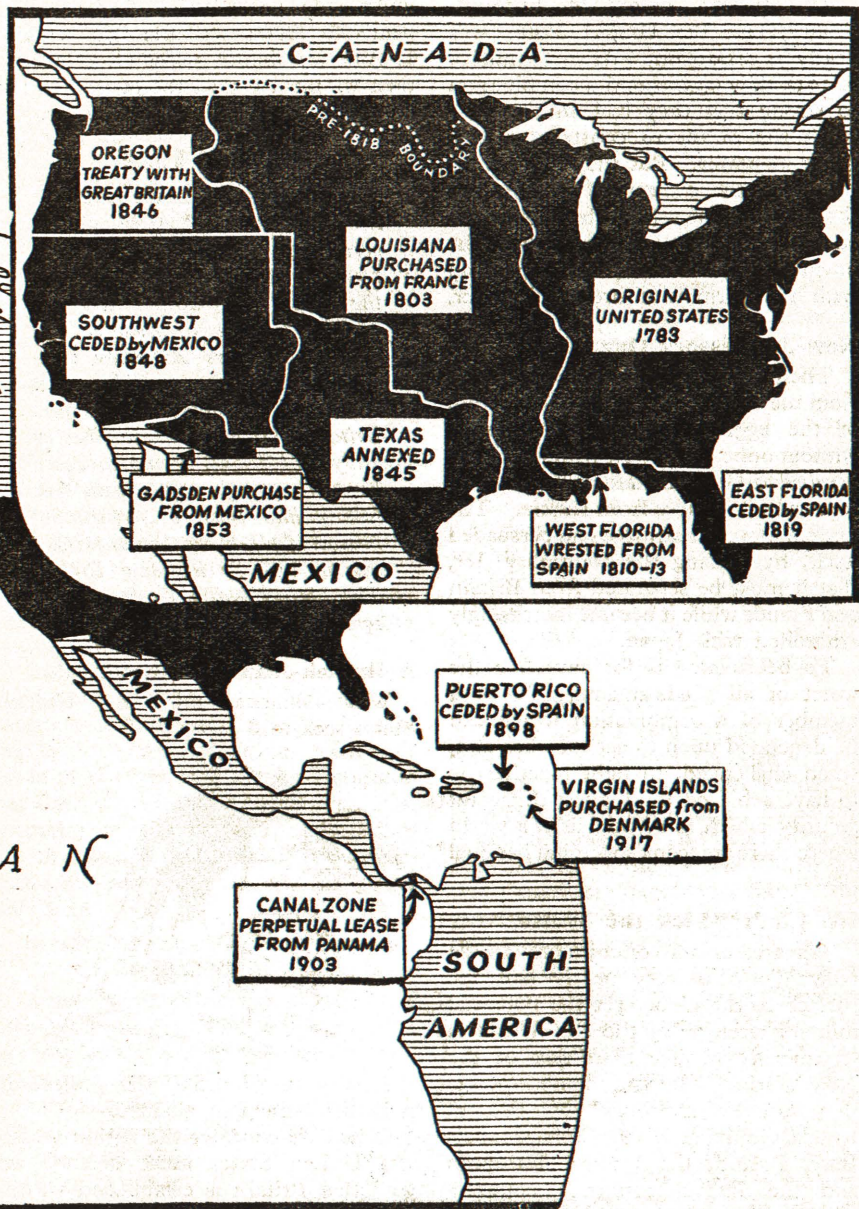 CANADA
PRE-1818 BOUNDARY
OREGON
TREATY WITH
GREAT BRITAIN
1846
LOUISIANA
PURCHASED
FROM FRANCE
1803
ORIGINAL
UNITED STATES
1783
SOUTHWEST
CEDED by MEXICO
1848
TEXAS
ANNEXED
1845
GADSDEN PURCHASE
FROM MEXICO
1853
WEST FLORIDA
WRESTED FROM
SPAIN 1810-13
EAST FLORIDA
CEDED by SPAIN
1819
MEXICO
MEXICO
PUERTO RICO
CEDED by SPAIN
1898
VIRGIN ISLANDS
PURCHASED from
DENMARK
1917
AN
CANAL ZONE
PERPETUAL LEASE
FROM PANAMA
1903
SOUTH
AMERICA